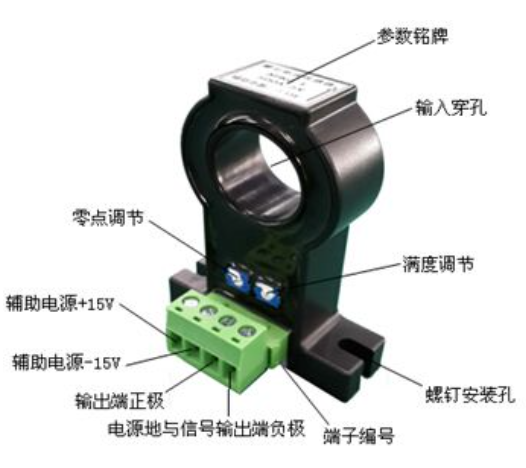 参数铭牌
输入穿孔
零点调节
满度调节
辅助电源+15V
辅助电源-15V
输出端正极
电源地与信号输出端负极
端子编号
螺钉安装孔